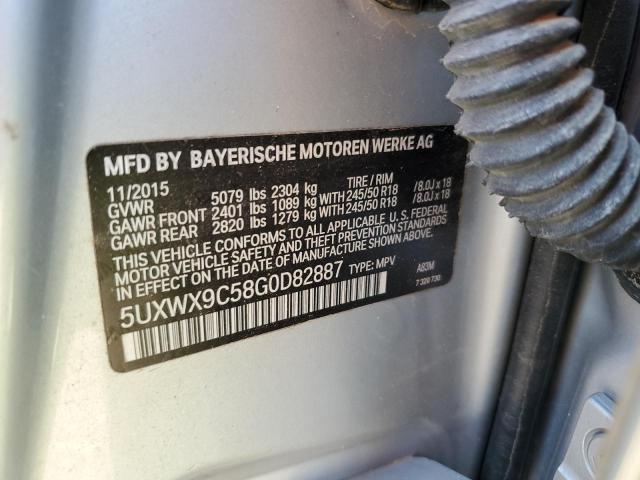 MFD BY BAYERISCHE MOTOREN WERKE AG
11/2015 TIRE / RIM
GVWR 5079 lbs 2304 kg
GAWR FRONT 2401 lbs 1089 kg WITH 245/50 R18 /8.0J x 18
GAWR REAR 2820 lbs 1279 kg WITH 245/50 R18 /8.0J x 18
THIS VEHICLE CONFORMS TO ALL APPLICABLE U.S. FEDERAL
MOTOR VEHICLE SAFETY AND THEFT PREVENTION STANDARDS
IN EFFECT ON THE DATE OF MANUFACTURE SHOWN ABOVE.
5UXWX9C58G0D82887 TYPE: MPV A83M
7 320 730